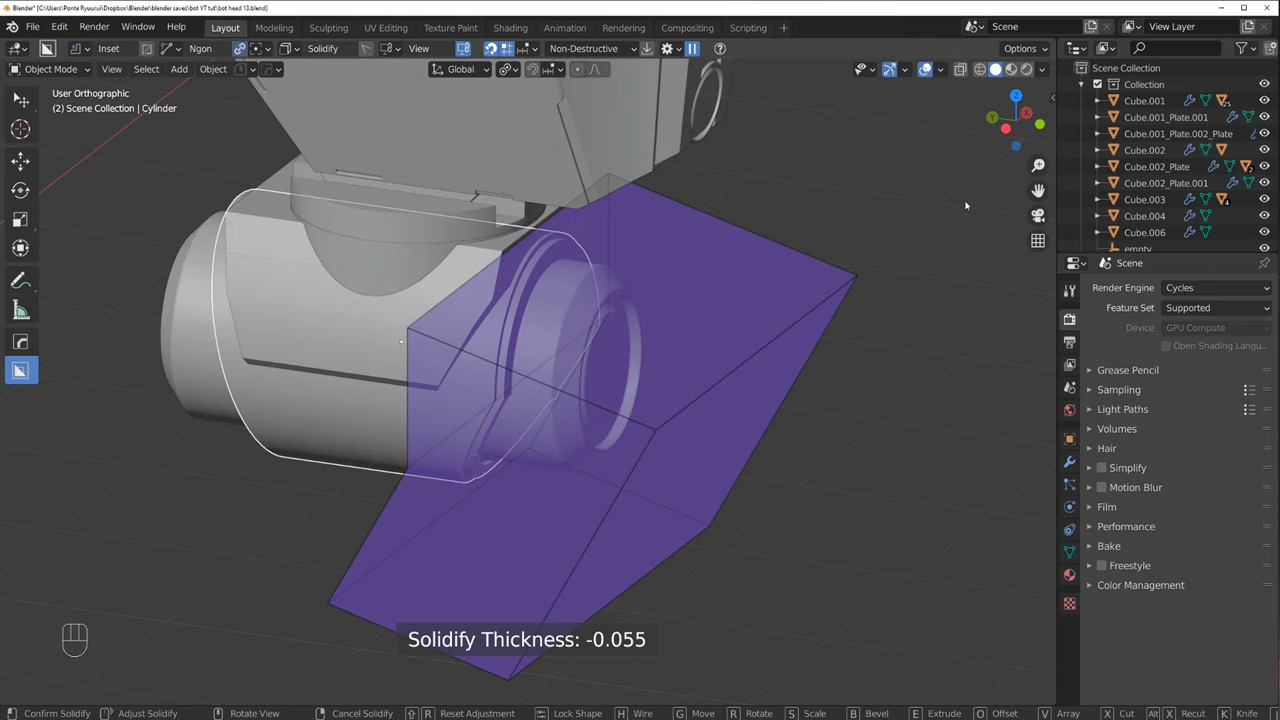 Blender* [C:\Users\Ponte Ryuurui\Dropbox\Blender\blender saves\bot YT tut\bot head 13.blend]
File Edit Render Window Help Layout Modeling Sculpting UV Editing Texture Paint Shading Animation Rendering Compositing Scripting + Scene View Layer
Inset Ngon Solidify View Non-Destructive Options
Object Mode View Select Add Object Global
User Orthographic
(2) Scene Collection | Cylinder
Z
Y
X
Scene Collection
Collection
Cube.001 25
Cube.001_Plate.001
Cube.001_Plate.002_Plate
Cube.002
Cube.002_Plate 2
Cube.002_Plate.001
Cube.003 4
Cube.004
Cube.006
empty
Scene
Render Engine Cycles
Feature Set Supported
Device GPU Compute
Open Shading Langu...
Grease Pencil
Sampling
Light Paths
Volumes
Hair
Simplify
Motion Blur
Film
Performance
Bake
Freestyle
Color Management
Solidify Thickness: -0.055
Confirm Solidify Adjust Solidify Rotate View Cancel Solidify R Reset Adjustment Lock Shape H Wire G Move R Rotate S Scale B Bevel E Extrude O Offset V Array X Cut Alt X Recut K Knife